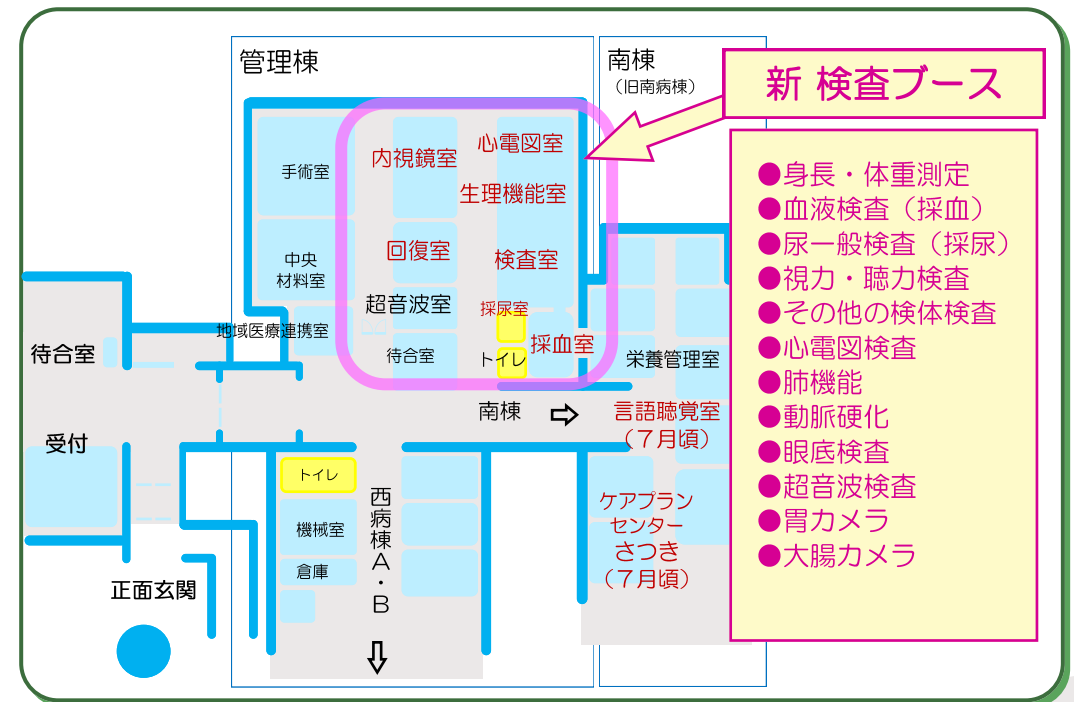 管理棟
南棟
（旧南病棟）
新 検査ブース
手術室
内視鏡室
心電図室
生理機能室
中央
材料室
回復室
検査室
超音波室
採尿室
地域医療連携室
待合室
トイレ
採血室
待合室
栄養管理室
受付
南棟
言語聴覚室
（７月頃）
トイレ
機械室
倉庫
西病棟Ａ・Ｂ
ケアプラン
センター
さつき
（７月頃）
正面玄関
●身長・体重測定
●血液検査（採血）
●尿一般検査（採尿）
●視力・聴力検査
●その他の検体検査
●心電図検査
●肺機能
●動脈硬化
●眼底検査
●超音波検査
●胃カメラ
●大腸カメラ